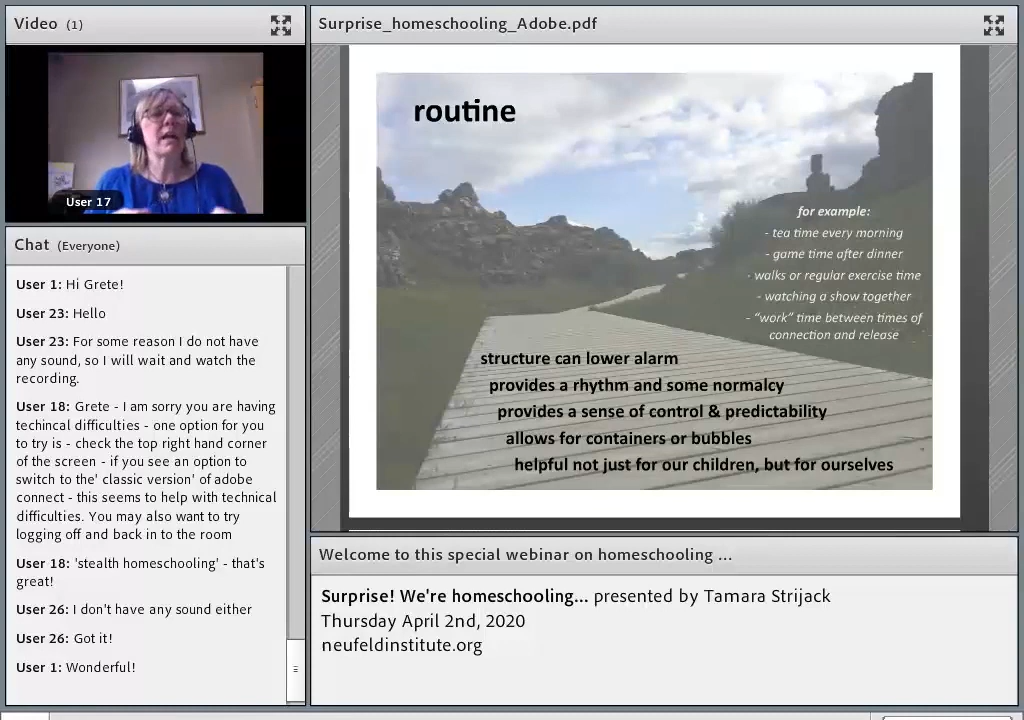 Video (1)
User 17
Chat (Everyone)
User 1: Hi Grete!
User 23: Hello
User 23: For some reason I do not have
any sound, so I will wait and watch the
recording.
User 18: Grete - I am sorry you are having
techincal difficulties - one option for you
to try is - check the top right hand corner
of the screen - if you see an option to
switch to the' classic version' of adobe
connect - this seems to help with technical
difficulties. You may also want to try
logging off and back in to the room
User 18: 'stealth homeschooling' - that's
great!
User 26: I don't have any sound either
User 26: Got it!
User 1: Wonderful!
Surprise_homeschooling_Adobe.pdf
routine
for example:
- tea time every morning
- game time after dinner
- walks or regular exercise time
- watching a show together
- “work” time between times of
connection and release
structure can lower alarm
provides a rhythm and some normalcy
provides a sense of control & predictability
allows for containers or bubbles
helpful not just for our children, but for ourselves
Welcome to this special webinar on homeschooling ...
Surprise! We're homeschooling... presented by Tamara Strijack
Thursday April 2nd, 2020
neufeldinstitute.org